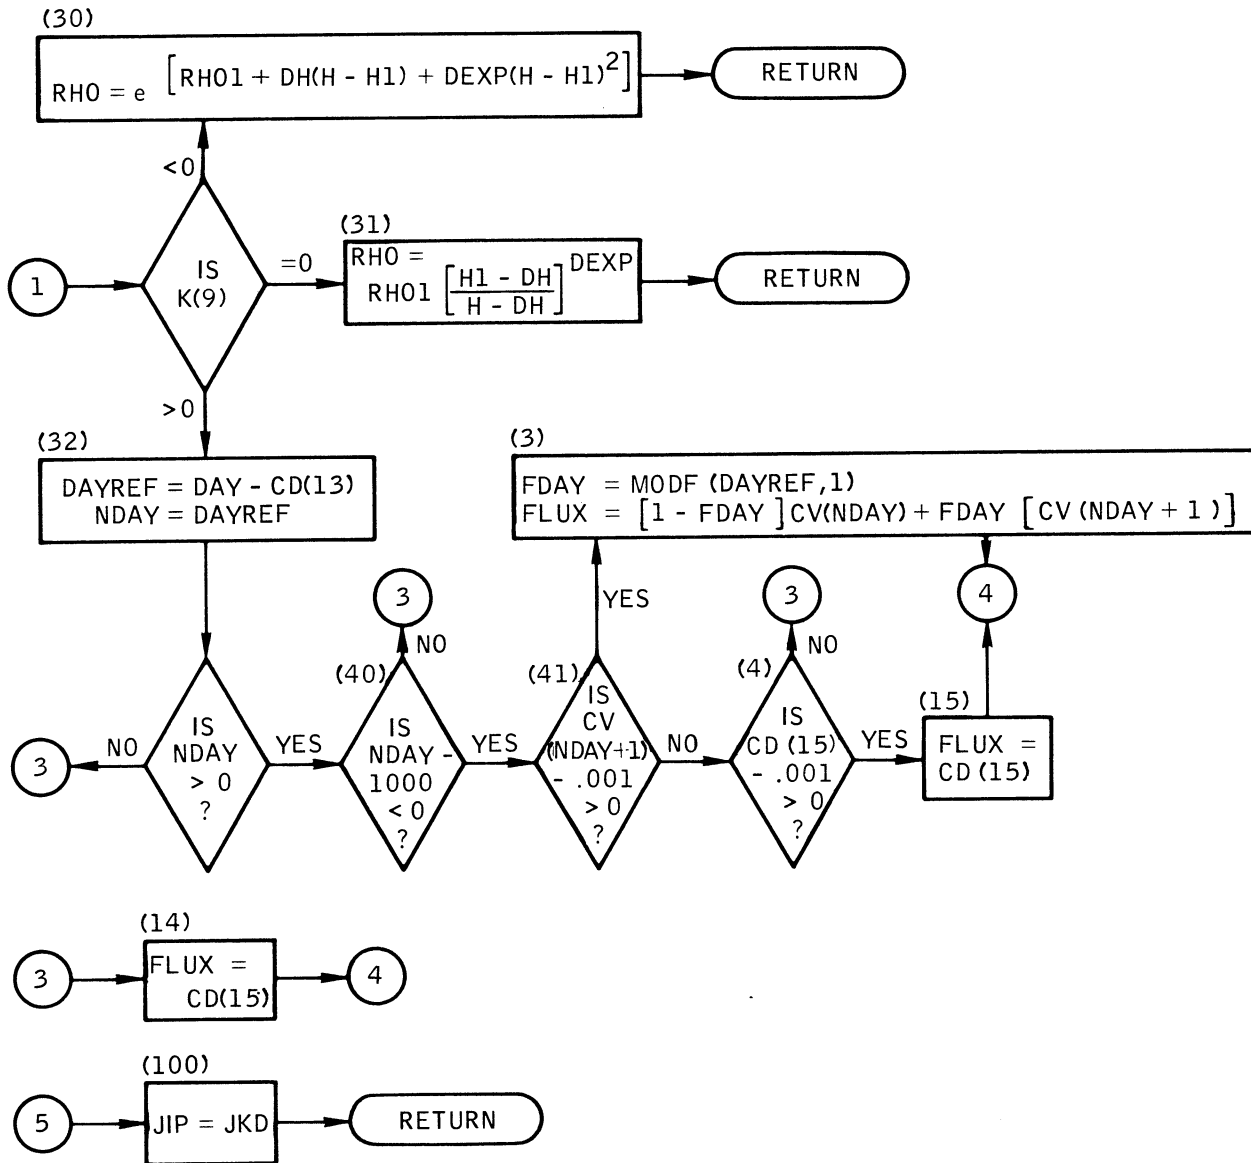 (30)
RHO = e [RHO1 + DH(H - H1) + DEXP(H - H1)²]
RETURN
<0
1
IS
K(9)
=0
(31)
RHO =
RHO1 [H1 - DH / H - DH] DEXP
RETURN
>0
(32)
DAYREF = DAY - CD(13)
NDAY = DAYREF
(3)
FDAY = MODF (DAYREF,1)
FLUX = [1 - FDAY ]CV(NDAY) + FDAY [CV (NDAY + 1 )]
3
NO
IS
NDAY
> 0
?
YES
(40)
3
NO
IS
NDAY -
1000
< 0
?
YES
(41)
YES
IS
CV
(NDAY+1)
- .001
> 0
?
NO
(4)
3
NO
IS
CD (15)
- .001
> 0
?
YES
(15)
FLUX =
CD (15)
4
3
(14)
FLUX =
CD(15)
4
5
(100)
JIP = JKD
RETURN